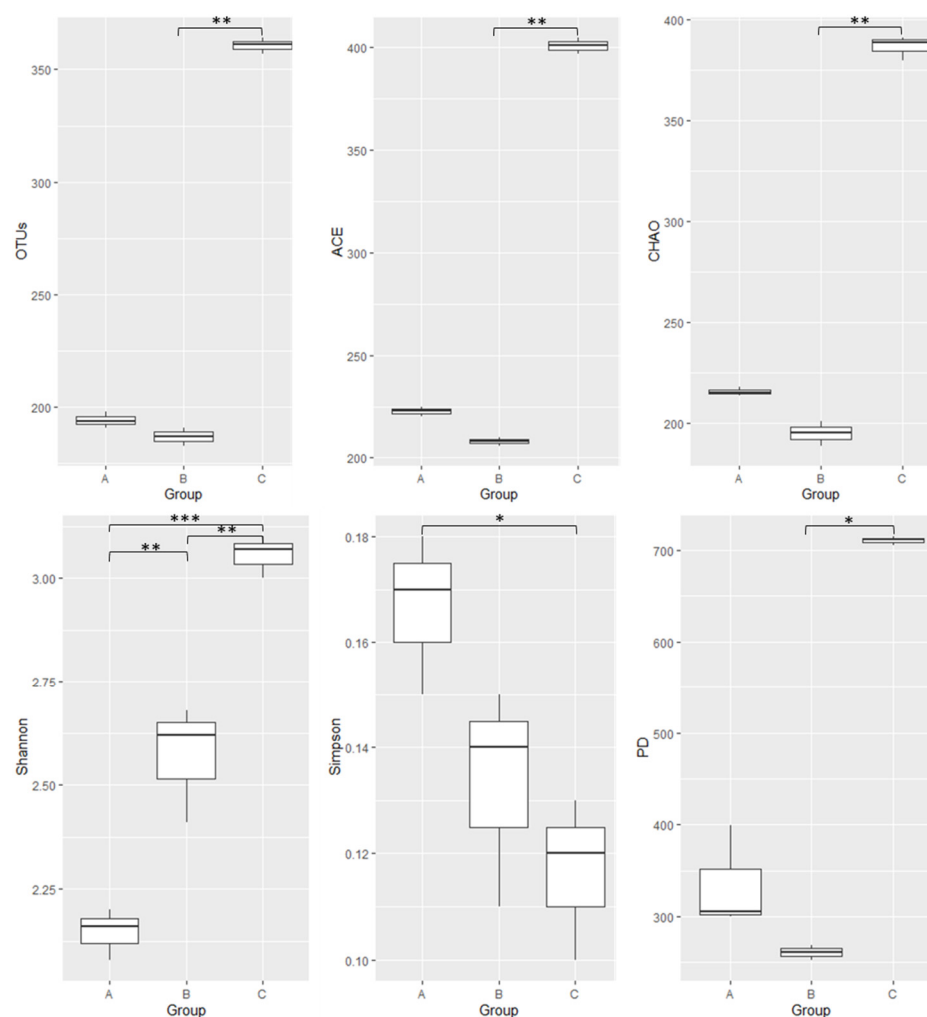 **
350
300
250
200
OTUs
A B C
Group
**
400
350
300
250
200
ACE
A B C
Group
**
400
350
300
250
200
CHAO
A B C
Group
***
** **
3.00
2.75
2.50
2.25
Shannon
A B C
Group
*
0.18
0.16
0.14
0.12
0.10
Simpson
A B C
Group
*
700
600
500
400
300
PD
A B C
Group